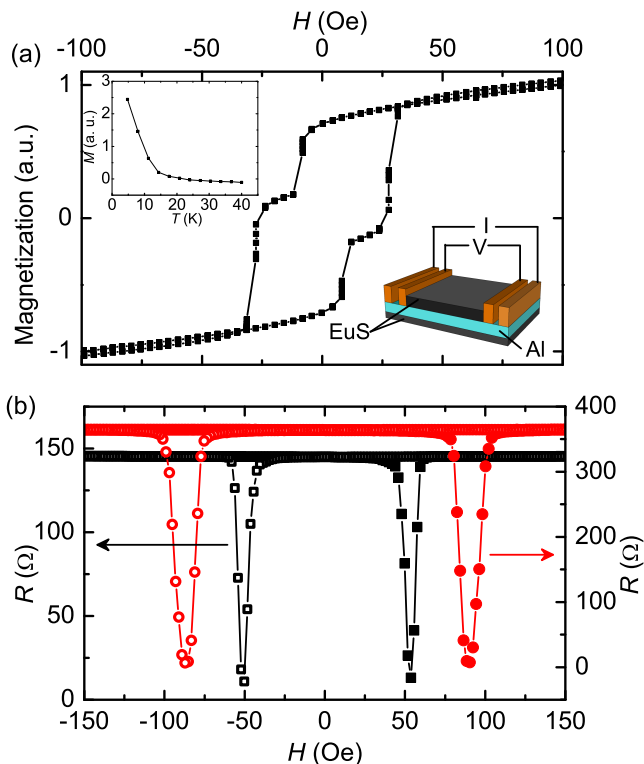 H (Oe)
-100 -50 0 50 100
(a)
Magnetization (a.u.)
1
0
-1
M (a. u.)
3
2
1
0
0 10 20 30 40
T (K)
I
V
EuS
Al
(b)
R (Ω)
150
100
50
0
400
300
200
100
0
R (Ω)
-150 -100 -50 0 50 100 150
H (Oe)